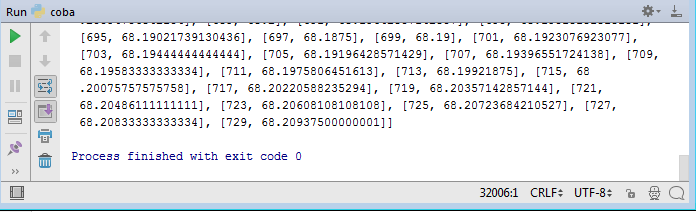 Run coba
[695, 68.19021739130436], [697, 68.1875], [699, 68.19], [701, 68.1923076923077],
[703, 68.19444444444444], [705, 68.19196428571429], [707, 68.19396551724138], [709,
68.19583333333334], [711, 68.1975806451613], [713, 68.19921875], [715, 68
.20075757575758], [717, 68.20220588235294], [719, 68.20357142857144], [721,
68.20486111111111], [723, 68.20608108108108], [725, 68.20723684210527], [727,
68.20833333333334], [729, 68.20937500000001]]
Process finished with exit code 0
32006:1 CRLF UTF-8